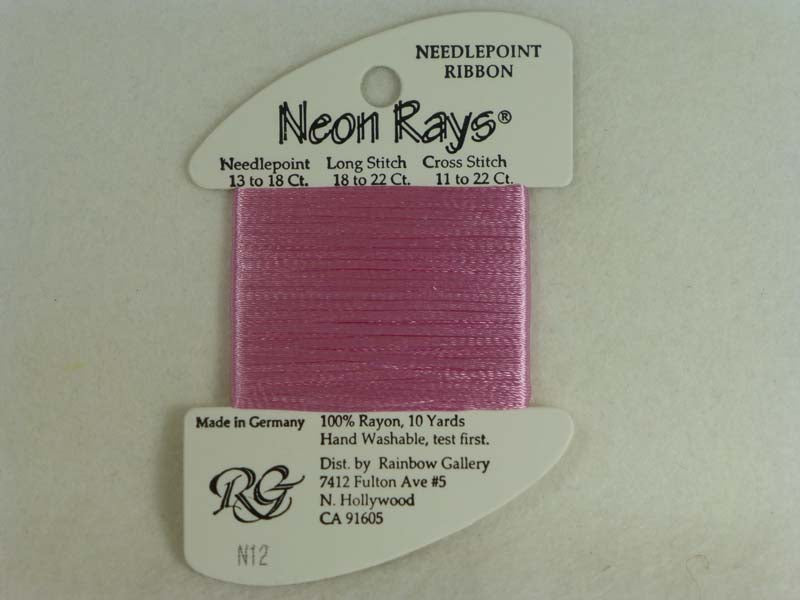 NEEDLEPOINT
RIBBON
Neon Rays®
Needlepoint Long Stitch Cross Stitch
13 to 18 Ct. 18 to 22 Ct. 11 to 22 Ct.
Made in Germany
100% Rayon, 10 Yards
Hand Washable, test first.
Dist. by Rainbow Gallery
7412 Fulton Ave #5
N. Hollywood
CA 91605
RG
N12